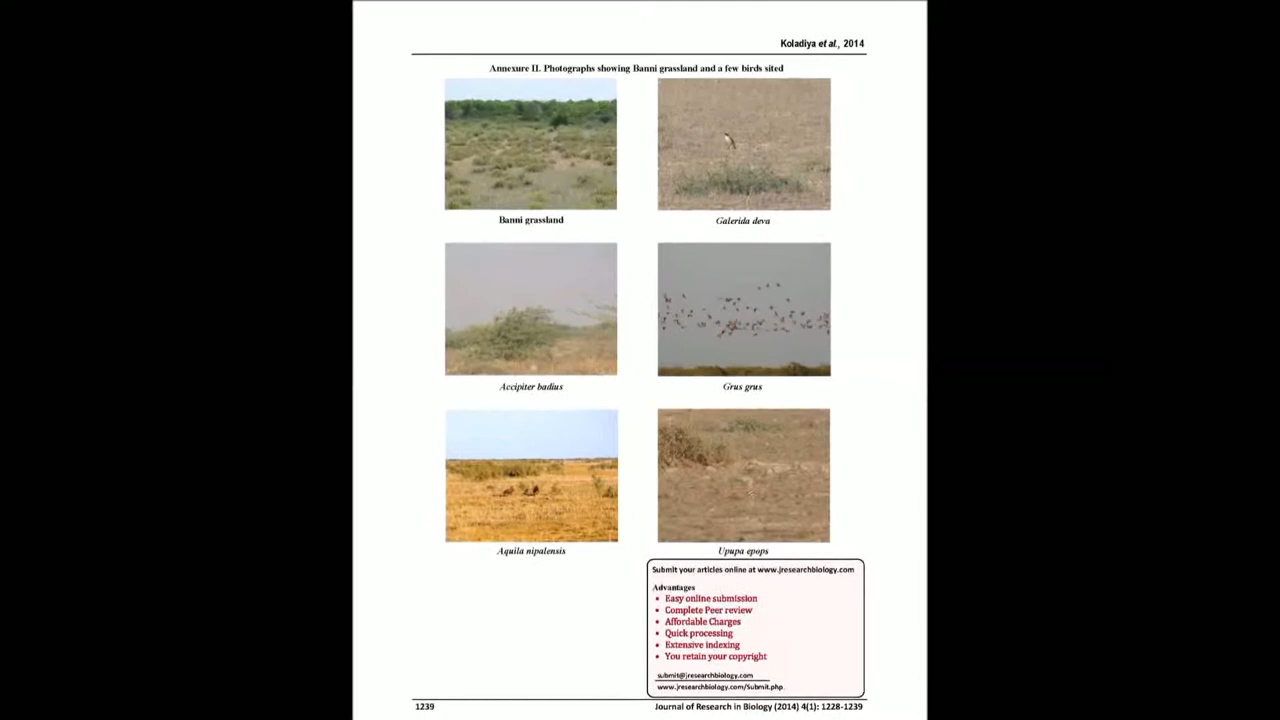 Koladiya et al., 2014
Annexure II. Photographs showing Banni grassland and a few birds sited
Banni grassland
Galerida deva
Accipiter badius
Grus grus
Aquila nipalensis
Upupa epops
Submit your articles online at www.jresearchbiology.com
Advantages
• Easy online submission
• Complete Peer review
• Affordable Charges
• Quick processing
• Extensive indexing
• You retain your copyright
submit@jresearchbiology.com
www.jresearchbiology.com/Submit.php.
1239
Journal of Research in Biology (2014) 4(1): 1228-1239